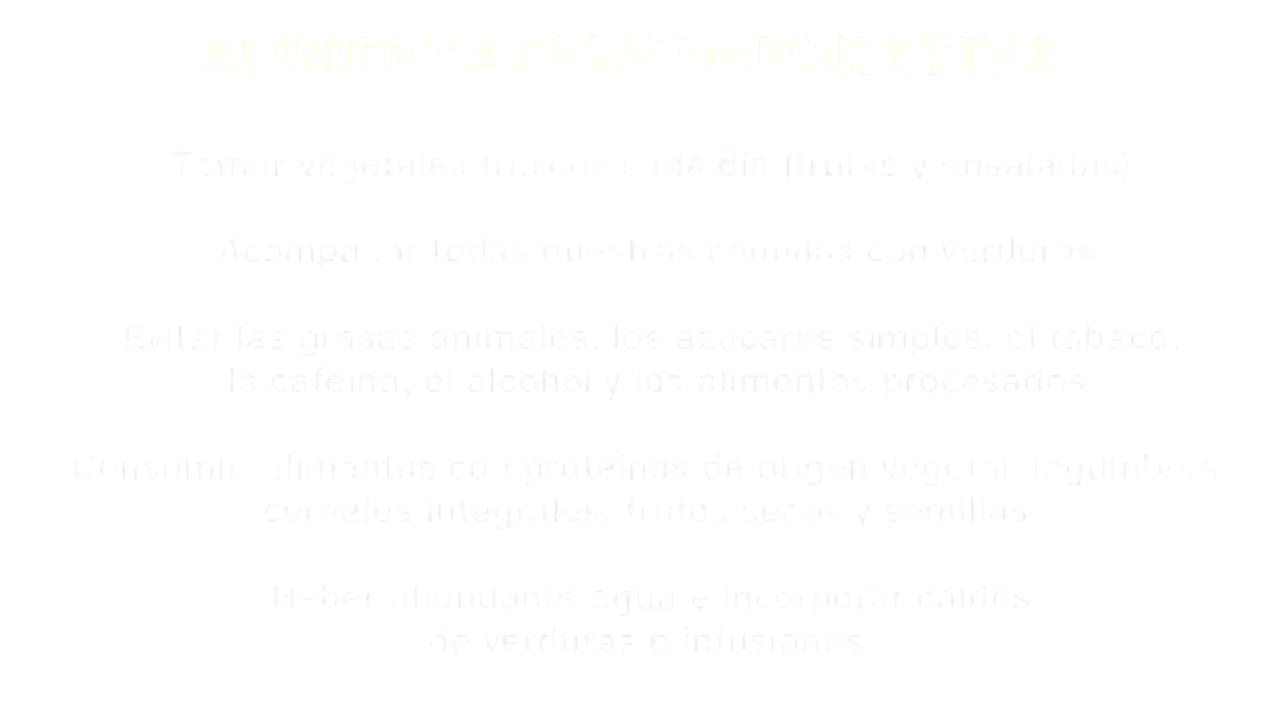 Tomar vegetales frescos cada día (frutas y ensaladas)
Acompañar todas nuestras comidas con verduras
Evitar las grasas animales, los azúcares simples, el tabaco,
la cafeína, el alcohol y los alimentos procesados
Consumir alimentos con proteínas de origen vegetal: legumbres
cereales integrales, frutos secos y semillas
Beber abundante agua e incorporar caldos
de verduras o infusiones